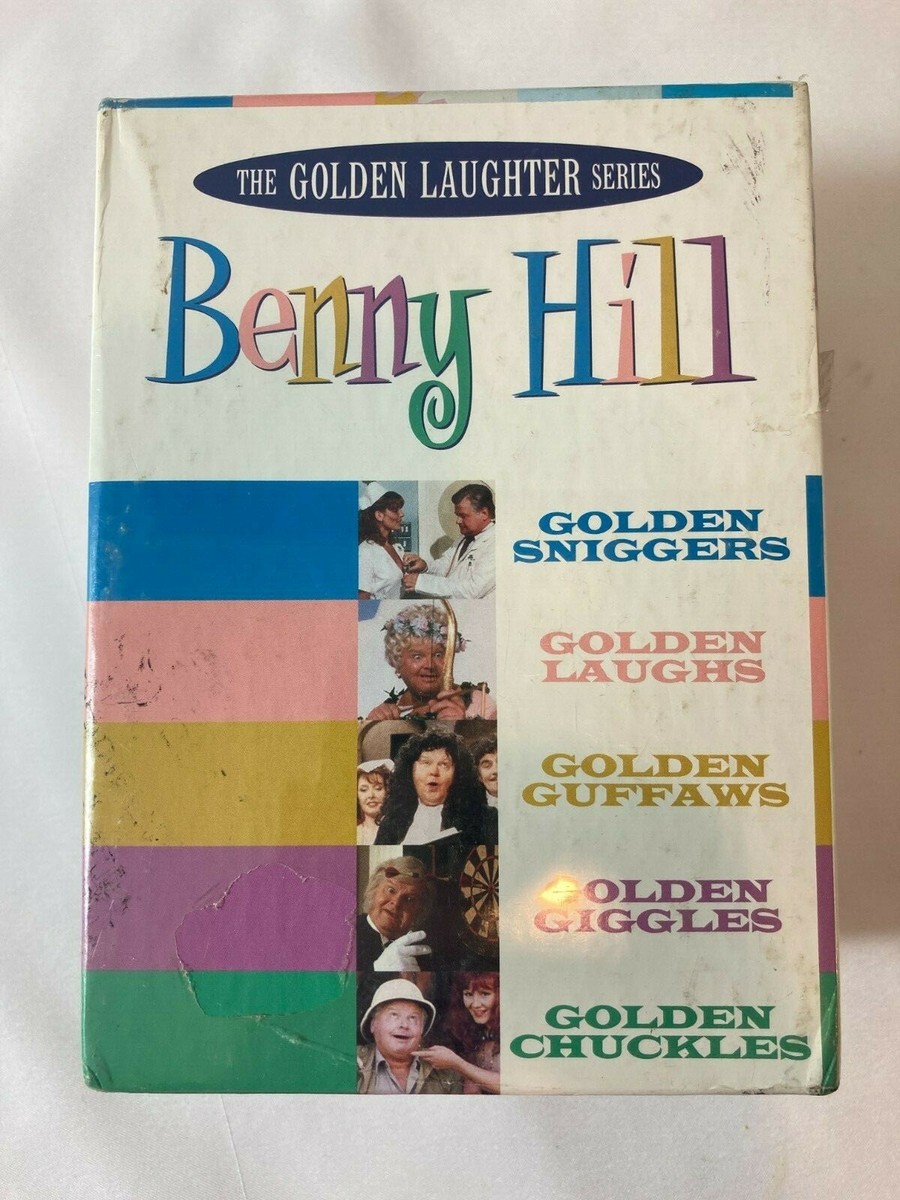 THE GOLDEN LAUGHTER SERIES
Benny Hill
GOLDEN
SNIGGERS
GOLDEN
LAUGHS
GOLDEN
GUFFAWS
GOLDEN
GIGGLES
GOLDEN
CHUCKLES